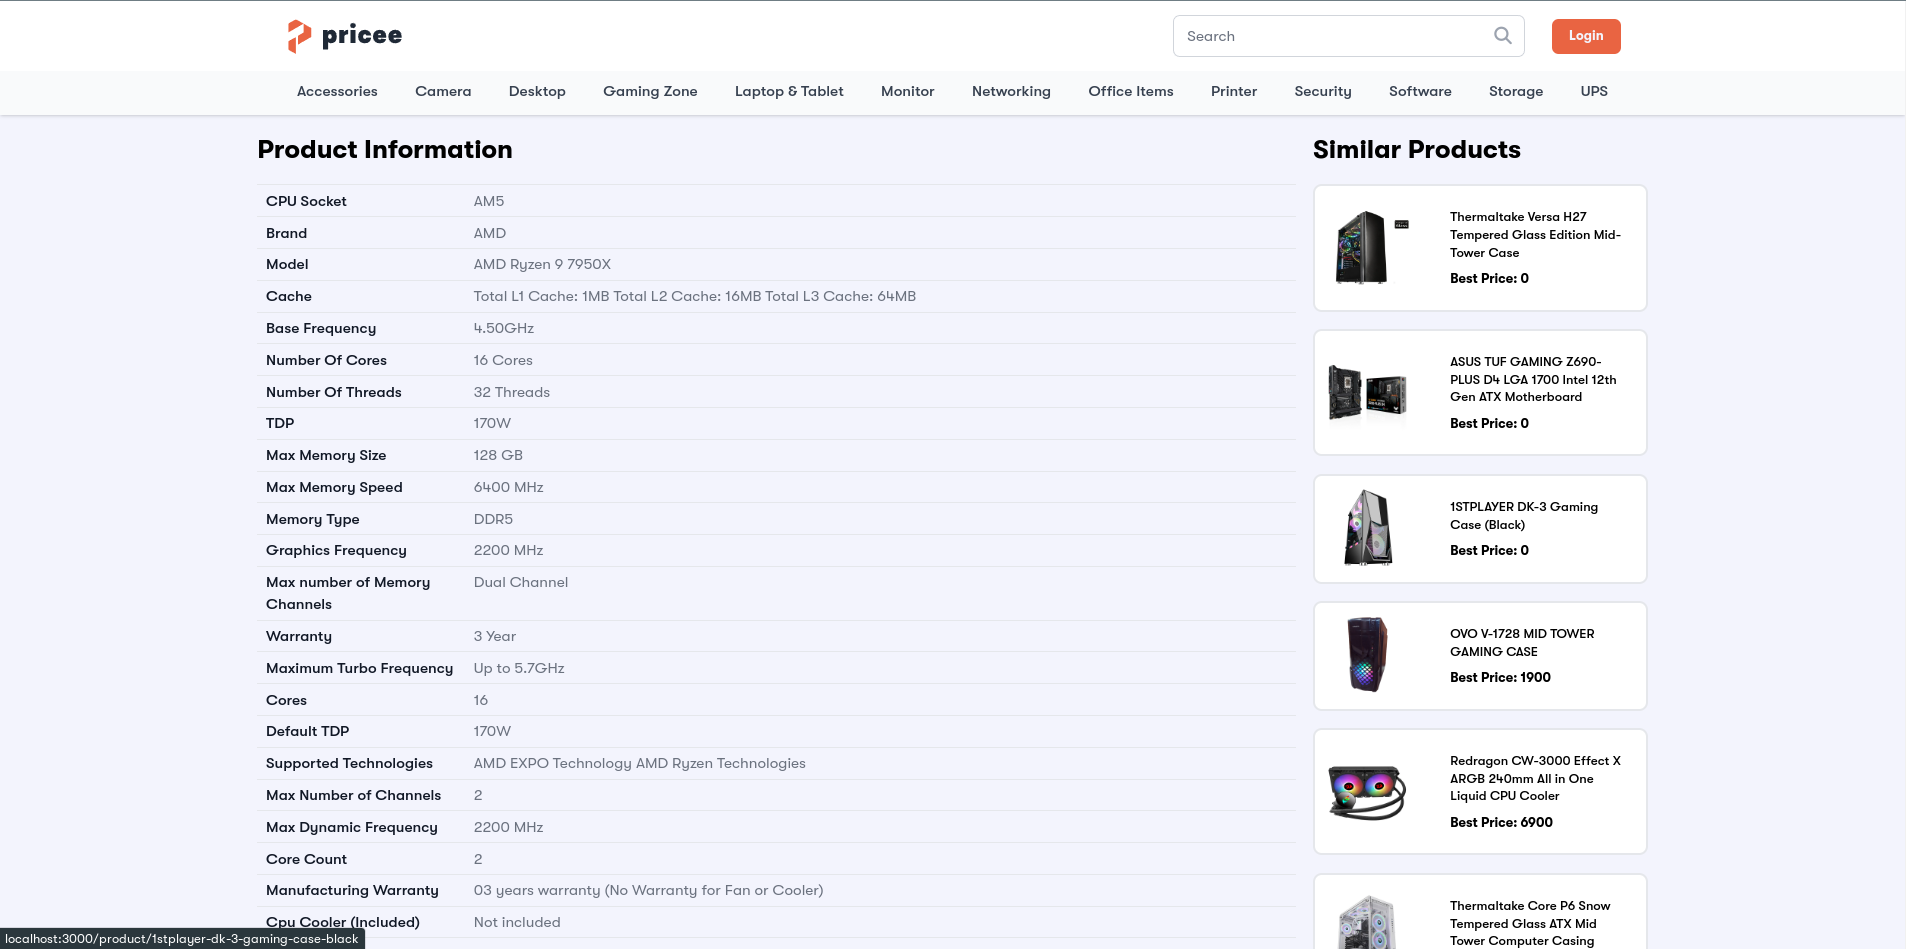 pricee
Search
Login
Accessories Camera Desktop Gaming Zone Laptop & Tablet Monitor Networking Office Items Printer Security Software Storage UPS
Product Information
CPU Socket AM5
Brand AMD
Model AMD Ryzen 9 7950X
Cache Total L1 Cache: 1MB Total L2 Cache: 16MB Total L3 Cache: 64MB
Base Frequency 4.50GHz
Number Of Cores 16 Cores
Number Of Threads 32 Threads
TDP 170W
Max Memory Size 128 GB
Max Memory Speed 6400 MHz
Memory Type DDR5
Graphics Frequency 2200 MHz
Max number of Memory Dual Channel
Channels
Warranty 3 Year
Maximum Turbo Frequency Up to 5.7GHz
Cores 16
Default TDP 170W
Supported Technologies AMD EXPO Technology AMD Ryzen Technologies
Max Number of Channels 2
Max Dynamic Frequency 2200 MHz
Core Count 2
Manufacturing Warranty 03 years warranty (No Warranty for Fan or Cooler)
Cpu Cooler (Included) Not included
Similar Products
Thermaltake Versa H27
Tempered Glass Edition Mid-
Tower Case
Best Price: 0
ASUS TUF GAMING Z690-
PLUS D4 LGA 1700 Intel 12th
Gen ATX Motherboard
Best Price: 0
1STPLAYER DK-3 Gaming
Case (Black)
Best Price: 0
OVO V-1728 MID TOWER
GAMING CASE
Best Price: 1900
Redragon CW-3000 Effect X
ARGB 240mm All in One
Liquid CPU Cooler
Best Price: 6900
Thermaltake Core P6 Snow
Tempered Glass ATX Mid
Tower Computer Casing
localhost:3000/product/1stplayer-dk-3-gaming-case-black